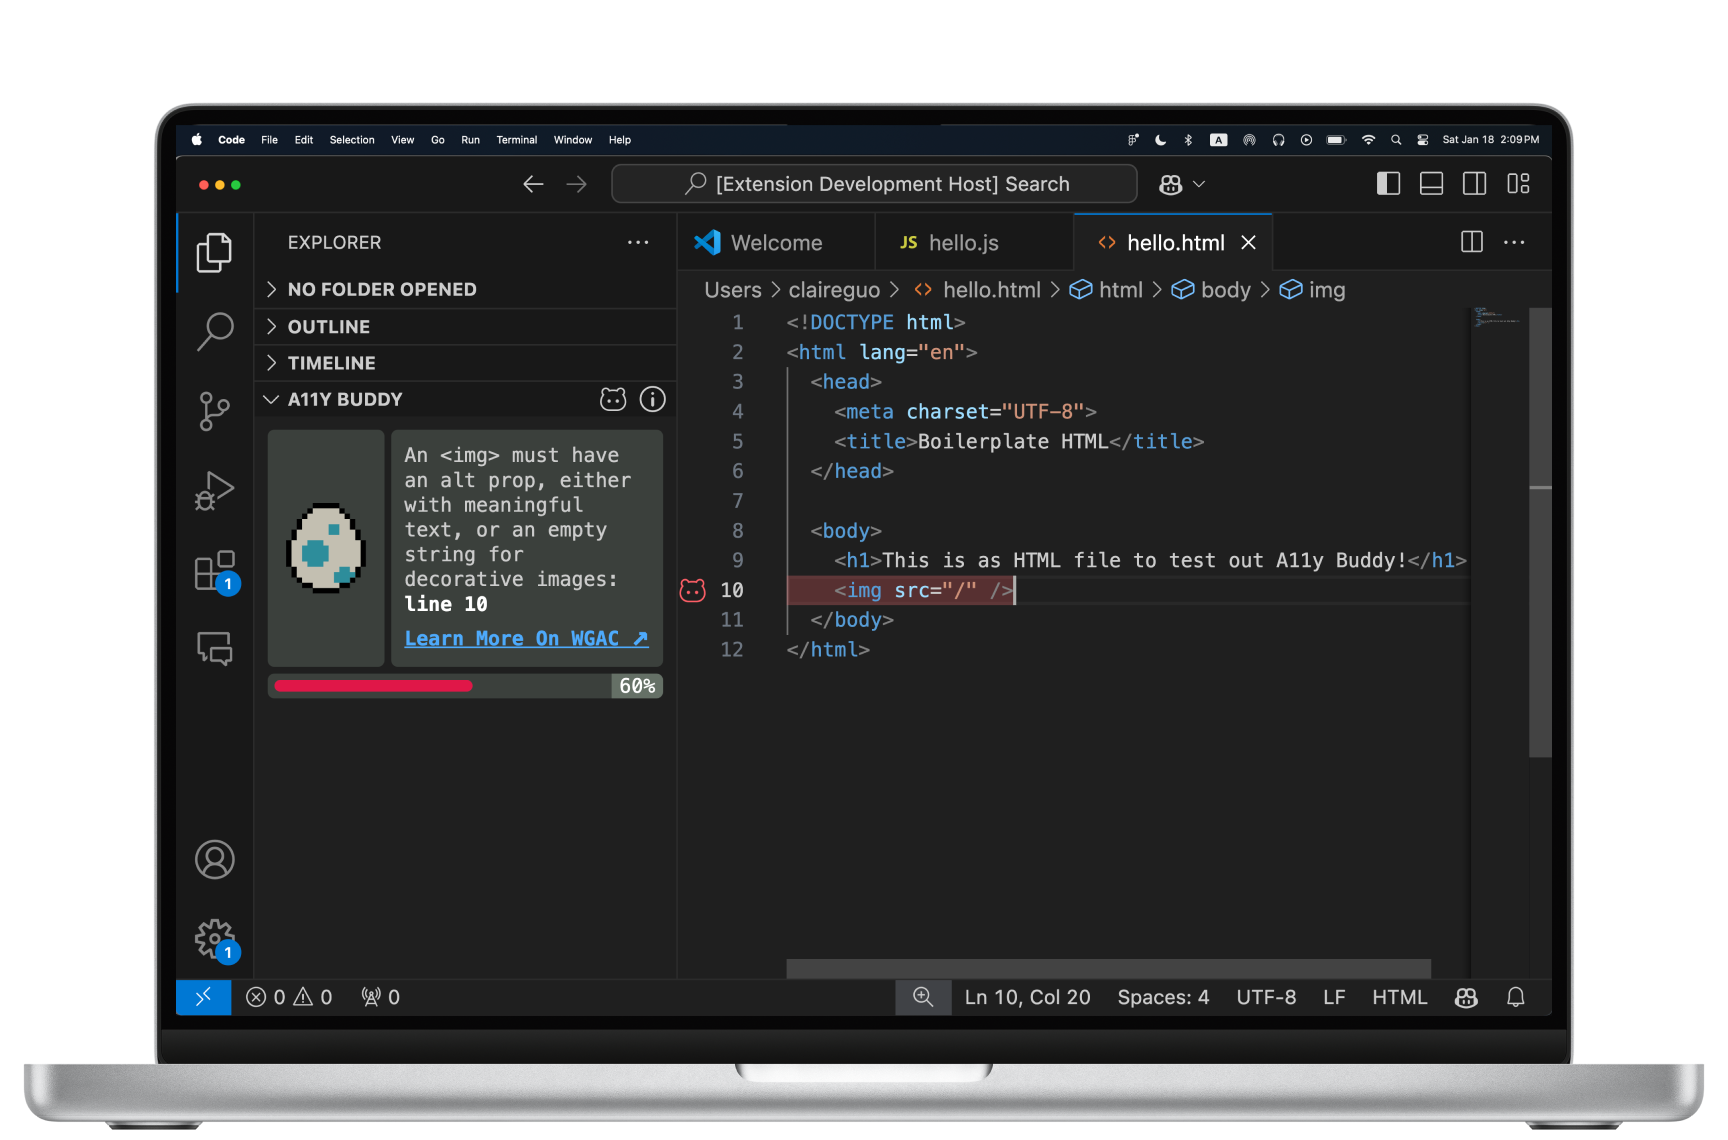 Code File Edit Selection View Go Run Terminal Window Help A Sat Jan 18 2:09 PM
[Extension Development Host] Search
EXPLORER
NO FOLDER OPENED
OUTLINE
TIMELINE
A11Y BUDDY
An <img> must have
an alt prop, either
with meaningful
text, or an empty
string for
decorative images:
line 10
Learn More On WGAC ↗
60%
1
1
Welcome JS hello.js <> hello.html
Users > claireguo > <> hello.html > html > body > img
1 <!DOCTYPE html>
2 <html lang="en">
3 <head>
4 <meta charset="UTF-8">
5 <title>Boilerplate HTML</title>
6 </head>
7
8 <body>
9 <h1>This is as HTML file to test out A11y Buddy!</h1>
10 <img src="/" />
11 </body>
12 </html>
0 0 0 Ln 10, Col 20 Spaces: 4 UTF-8 LF HTML